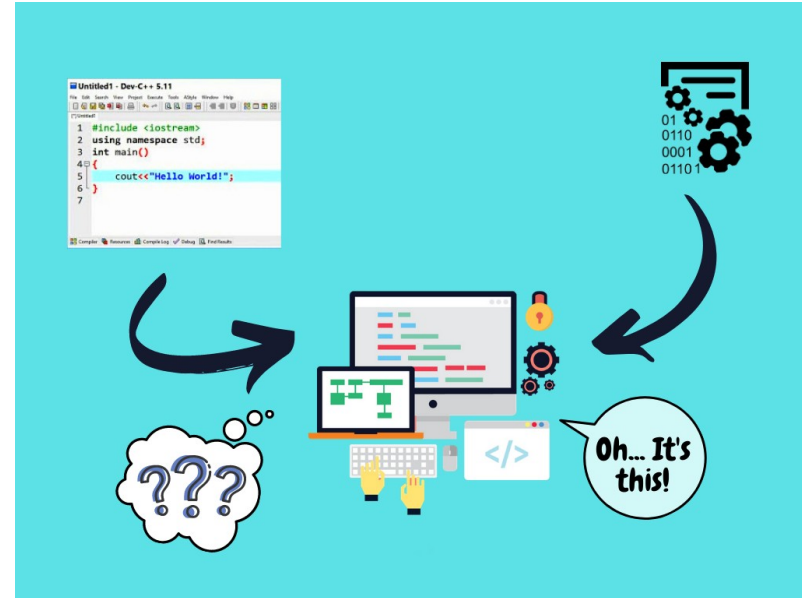 Untitled1 - Dev-C++ 5.11
File Edit Search View Project Execute Tools AStyle Window Help
Untitled1
1 #include <iostream>
2 using namespace std;
3 int main()
4 {
5 cout<<"Hello World!";
6 }
7
Compiler Resources Compile Log Debug Find Results
01
0110
0001
01101
</>
???
Oh... It's
this!